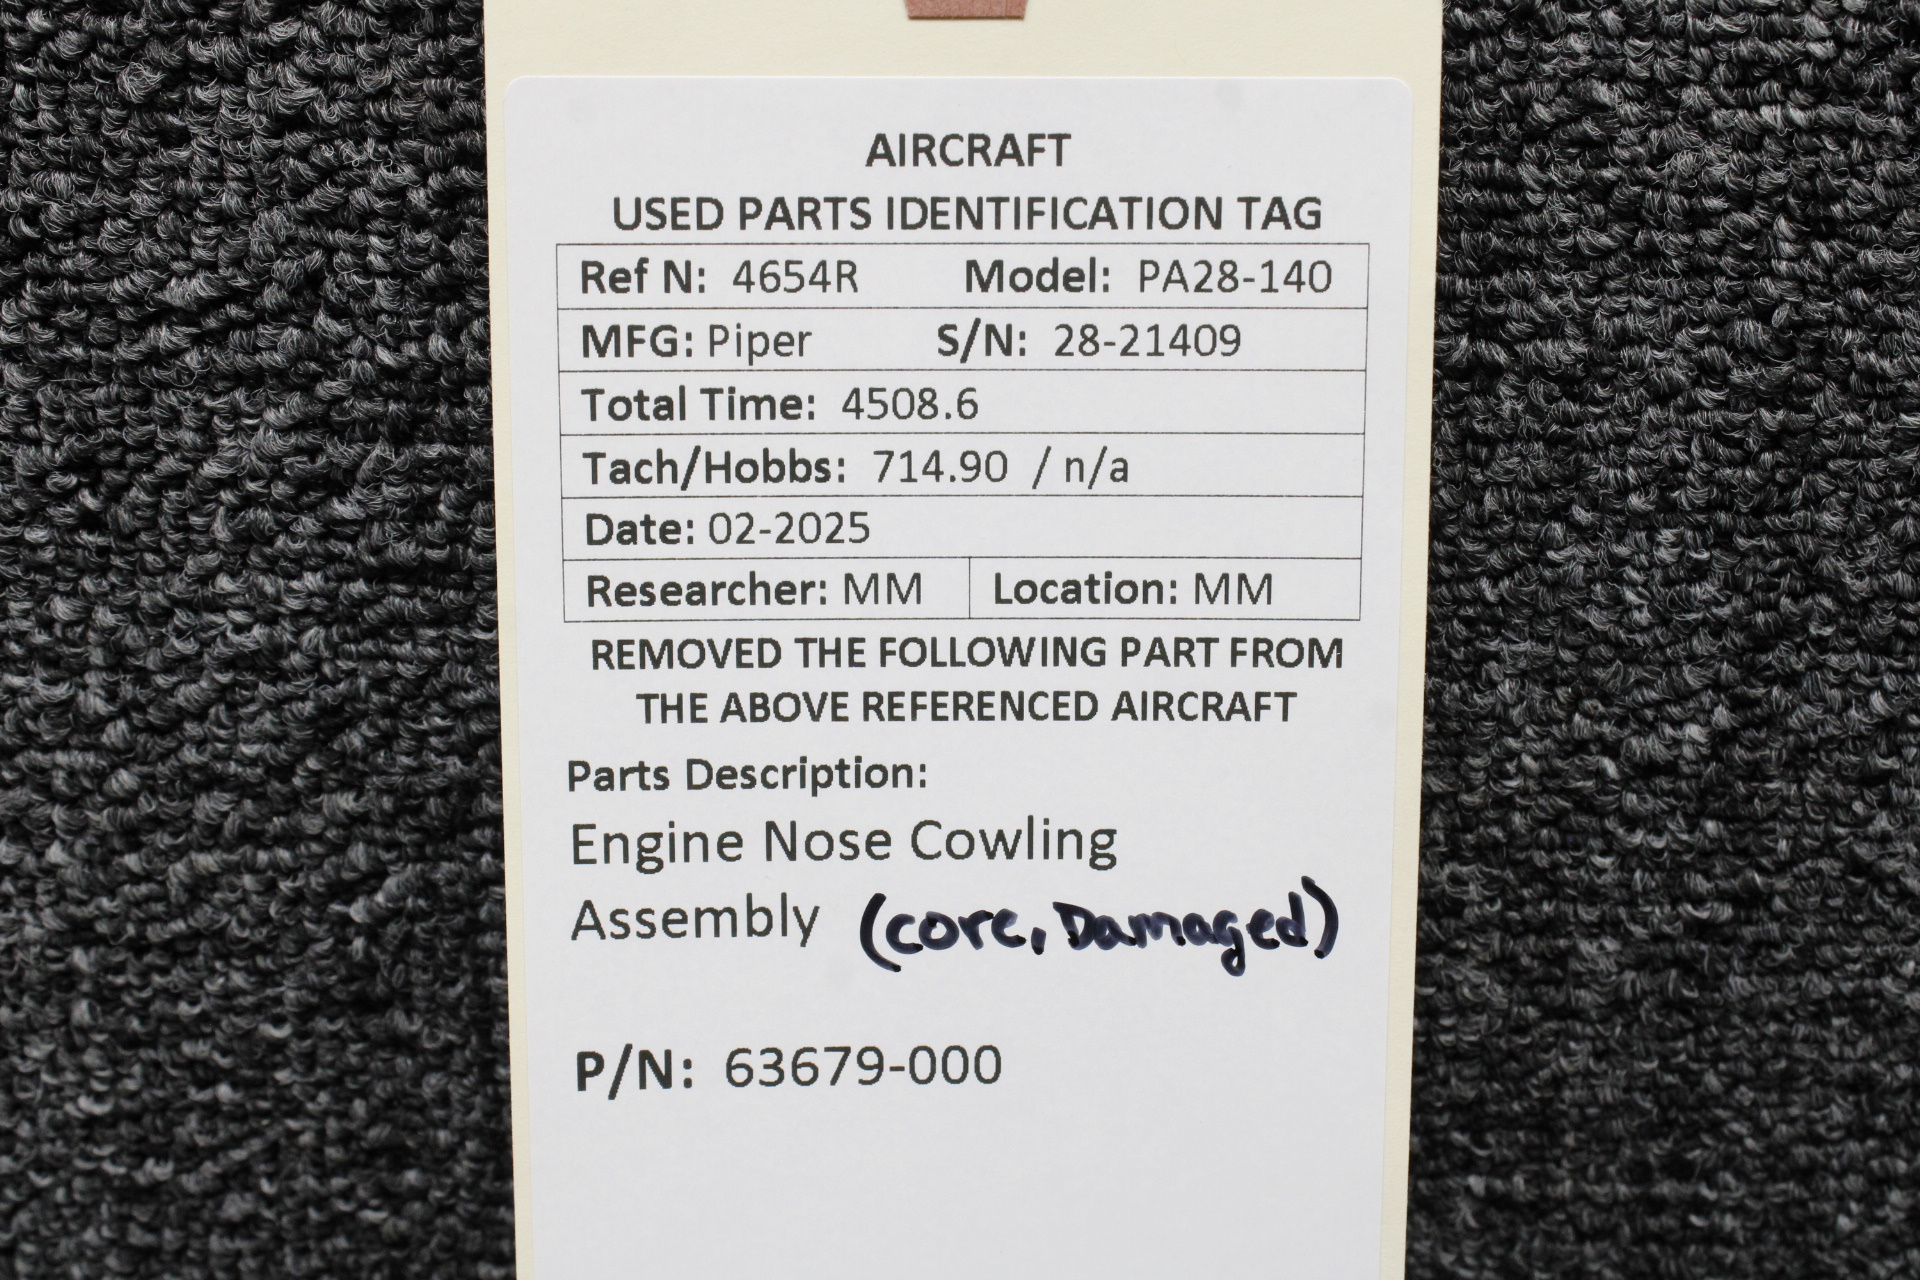 AIRCRAFT
USED PARTS IDENTIFICATION TAG
Ref N: 4654R Model: PA28-140
MFG: Piper S/N: 28-21409
Total Time: 4508.6
Tach/Hobbs: 714.90 / n/a
Date: 02-2025
Researcher: MM Location: MM
REMOVED THE FOLLOWING PART FROM
THE ABOVE REFERENCED AIRCRAFT
Parts Description:
Engine Nose Cowling
Assembly (core, Damaged)
P/N: 63679-000